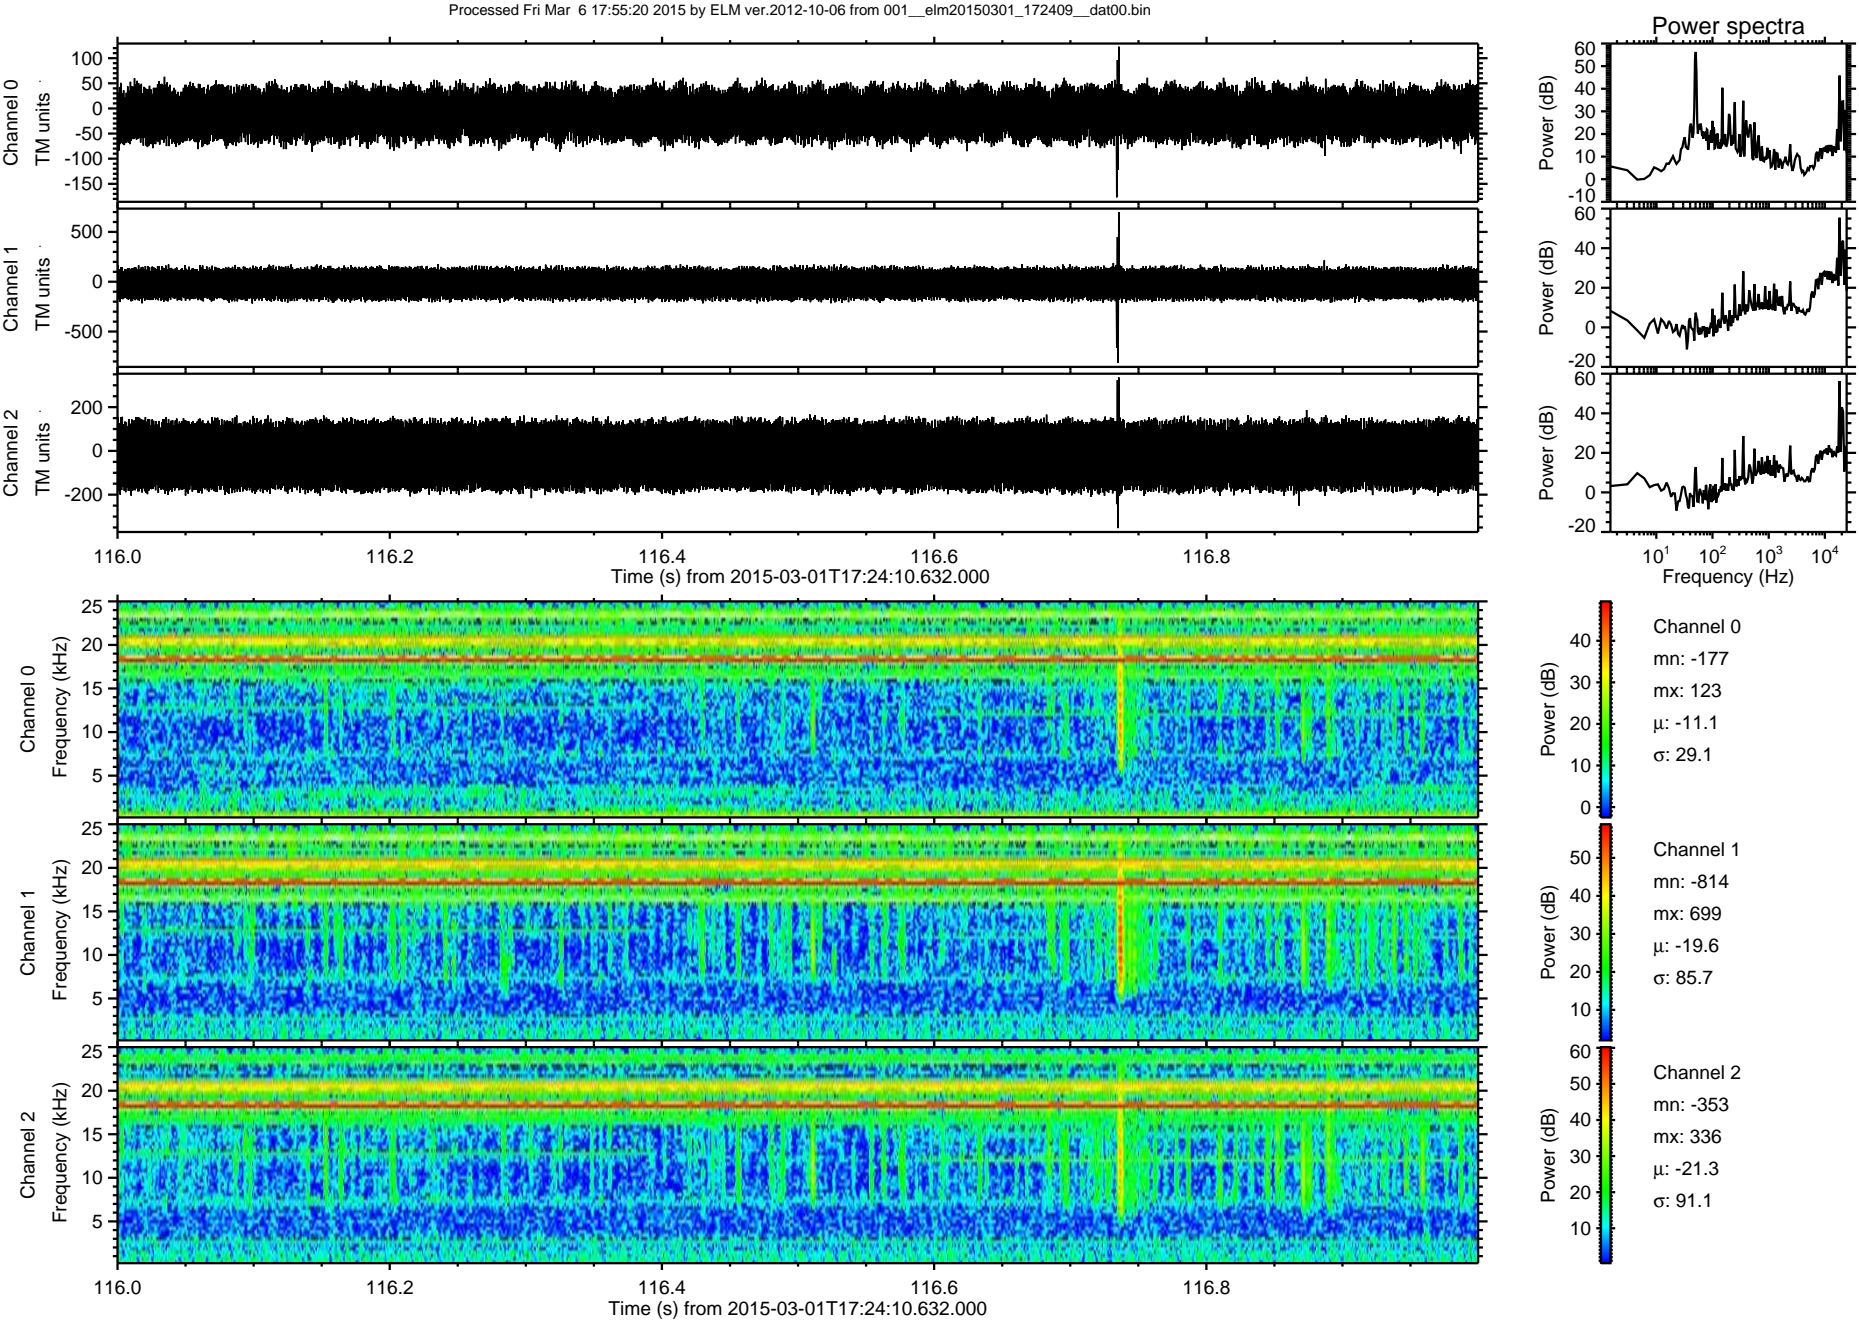 Processed Fri Mar 6 17:55:20 2015 by ELM ver.2012-10-06 from 001__elm20150301_172409__dat00.bin
Power spectra
Channel 0
TM units
100
50
0
-50
-100
-150
Power (dB)
60
50
40
30
20
10
0
-10
Channel 1
TM units
500
0
-500
Power (dB)
60
40
20
0
-20
Channel 2
TM units
200
0
-200
Power (dB)
60
40
20
0
-20
116.0 116.2 116.4 116.6 116.8
Time (s) from 2015-03-01T17:24:10.632.000
10¹ 10² 10³ 10⁴
Frequency (Hz)
Channel 0
Frequency (kHz)
25
20
15
10
5
Power (dB)
40
30
20
10
0
Channel 0
mn: -177
mx: 123
μ: -11.1
σ: 29.1
Channel 1
Frequency (kHz)
25
20
15
10
5
Power (dB)
50
40
30
20
10
Channel 1
mn: -814
mx: 699
μ: -19.6
σ: 85.7
Channel 2
Frequency (kHz)
25
20
15
10
5
Power (dB)
60
50
40
30
20
10
Channel 2
mn: -353
mx: 336
μ: -21.3
σ: 91.1
116.0 116.2 116.4 116.6 116.8
Time (s) from 2015-03-01T17:24:10.632.000